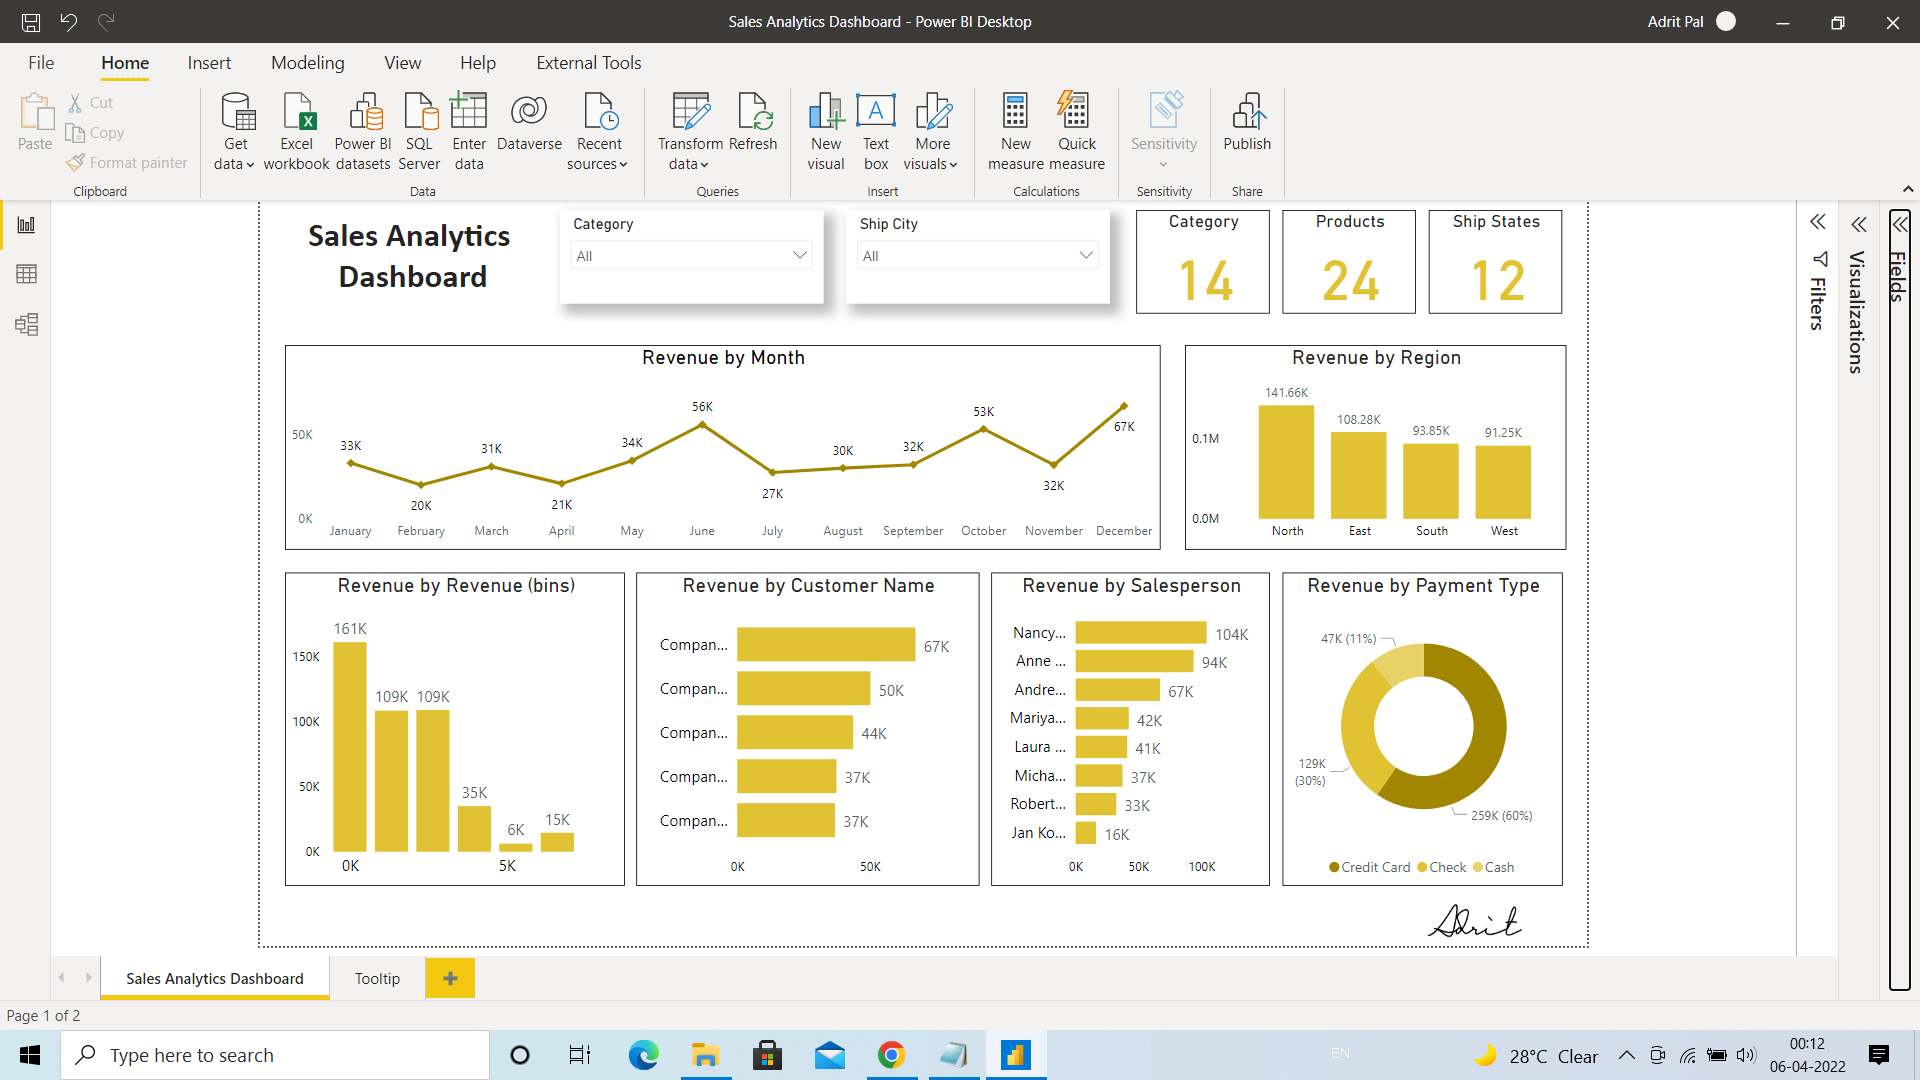 Sales Analytics Dashboard - Power BI Desktop
Adrit Pal
File Home Insert Modeling View Help External Tools
Paste
Cut
Copy
Format painter
Clipboard
Get data
Excel workbook
Power BI datasets
SQL Server
Enter data
Dataverse
Recent sources
Data
Transform data
Refresh
Queries
New visual
Text box
More visuals
Insert
New measure
Quick measure
Calculations
Sensitivity
Sensitivity
Publish
Share
Sales Analytics
Dashboard
Category
All
Ship City
All
Category
14
Products
24
Ship States
12
Filters
Visualizations
Fields
Revenue by Month
50K
0K
33K 20K 31K 21K 34K 56K 27K 30K 32K 53K 32K 67K
January February March April May June July August September October November December
Revenue by Region
0.1M
0.0M
141.66K 108.28K 93.85K 91.25K
North East South West
Revenue by Revenue (bins)
150K
100K
50K
0K
161K 109K 109K 35K 6K 15K
0K 5K
Revenue by Customer Name
Compan... 67K
Compan... 50K
Compan... 44K
Compan... 37K
Compan... 37K
0K 50K
Revenue by Salesperson
Nancy... 104K
Anne ... 94K
Andre... 67K
Mariya... 42K
Laura ... 41K
Micha... 37K
Robert... 33K
Jan Ko... 16K
0K 50K 100K
Revenue by Payment Type
47K (11%)
129K
(30%)
259K (60%)
Credit Card Check Cash
Adrit
Sales Analytics Dashboard
Tooltip
Page 1 of 2
Type here to search
EN
28°C Clear
00:12
06-04-2022